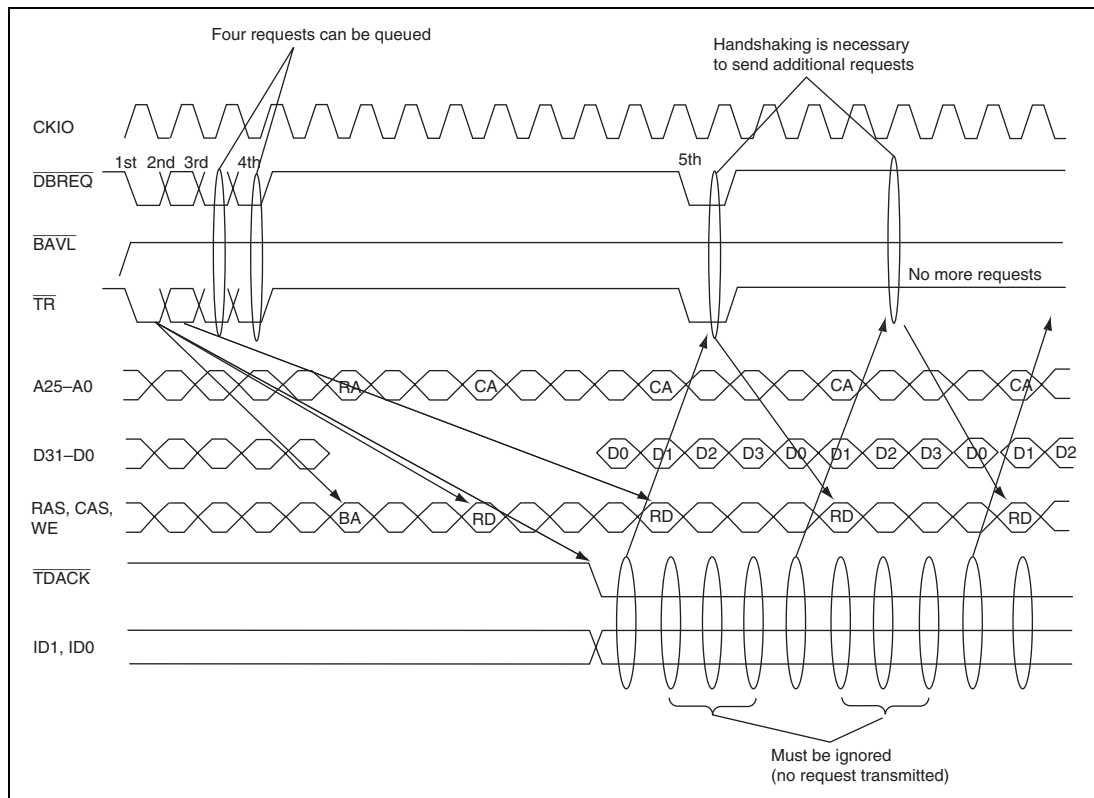 Four requests can be queued
Handshaking is necessary
to send additional requests
CKIO
1st 2nd 3rd 4th 5th
DBREQ
BAVL
No more requests
TR
A25–A0 RA CA CA CA CA
D31–D0 D0 D1 D2 D3 D0 D1 D2 D3 D0 D1 D2
RAS, CAS,
WE BA RD RD RD RD
TDACK
ID1, ID0
Must be ignored
(no request transmitted)